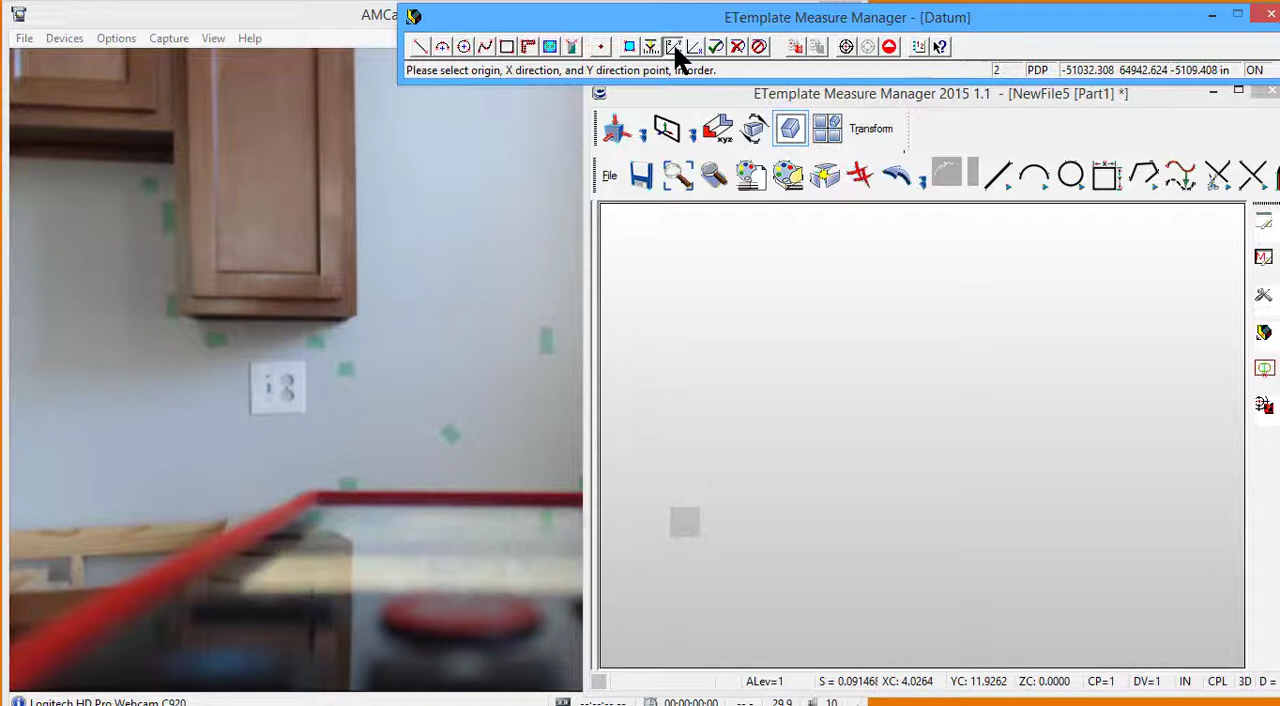 AMCa
File Devices Options Capture View Help
ETemplate Measure Manager - [Datum]
Please select origin, X direction, and Y direction point, in order.
2 PDP -51032.308 64942.624 -5109.408 in ON
ETemplate Measure Manager 2015 1.1 - [NewFile5 [Part1] *]
xyz
Transform
File
ALev=1 S = 0.091468 XC: 4.0264 YC: 11.9262 ZC: 0.0000 CP=1 DV=1 IN CPL 3D D =
Logitech HD Pro Webcam C920
00:00:00:00 29.9 10